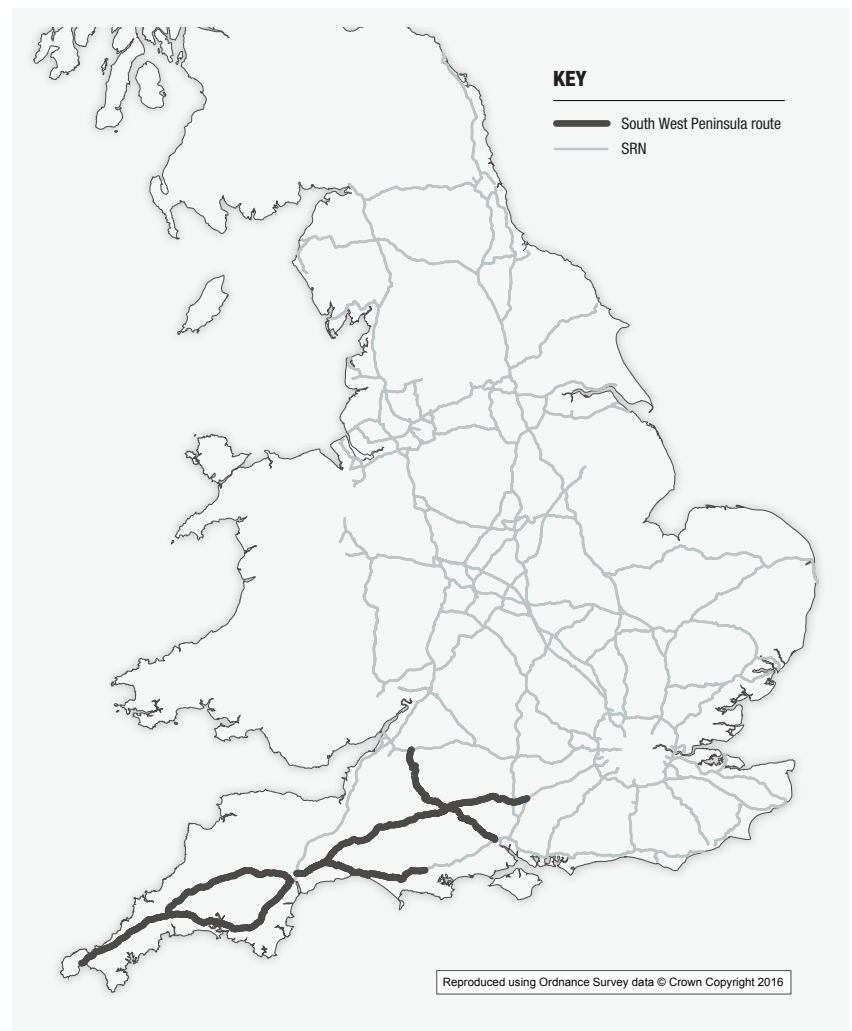 KEY
South West Peninsula route
SRN
Reproduced using Ordnance Survey data © Crown Copyright 2016